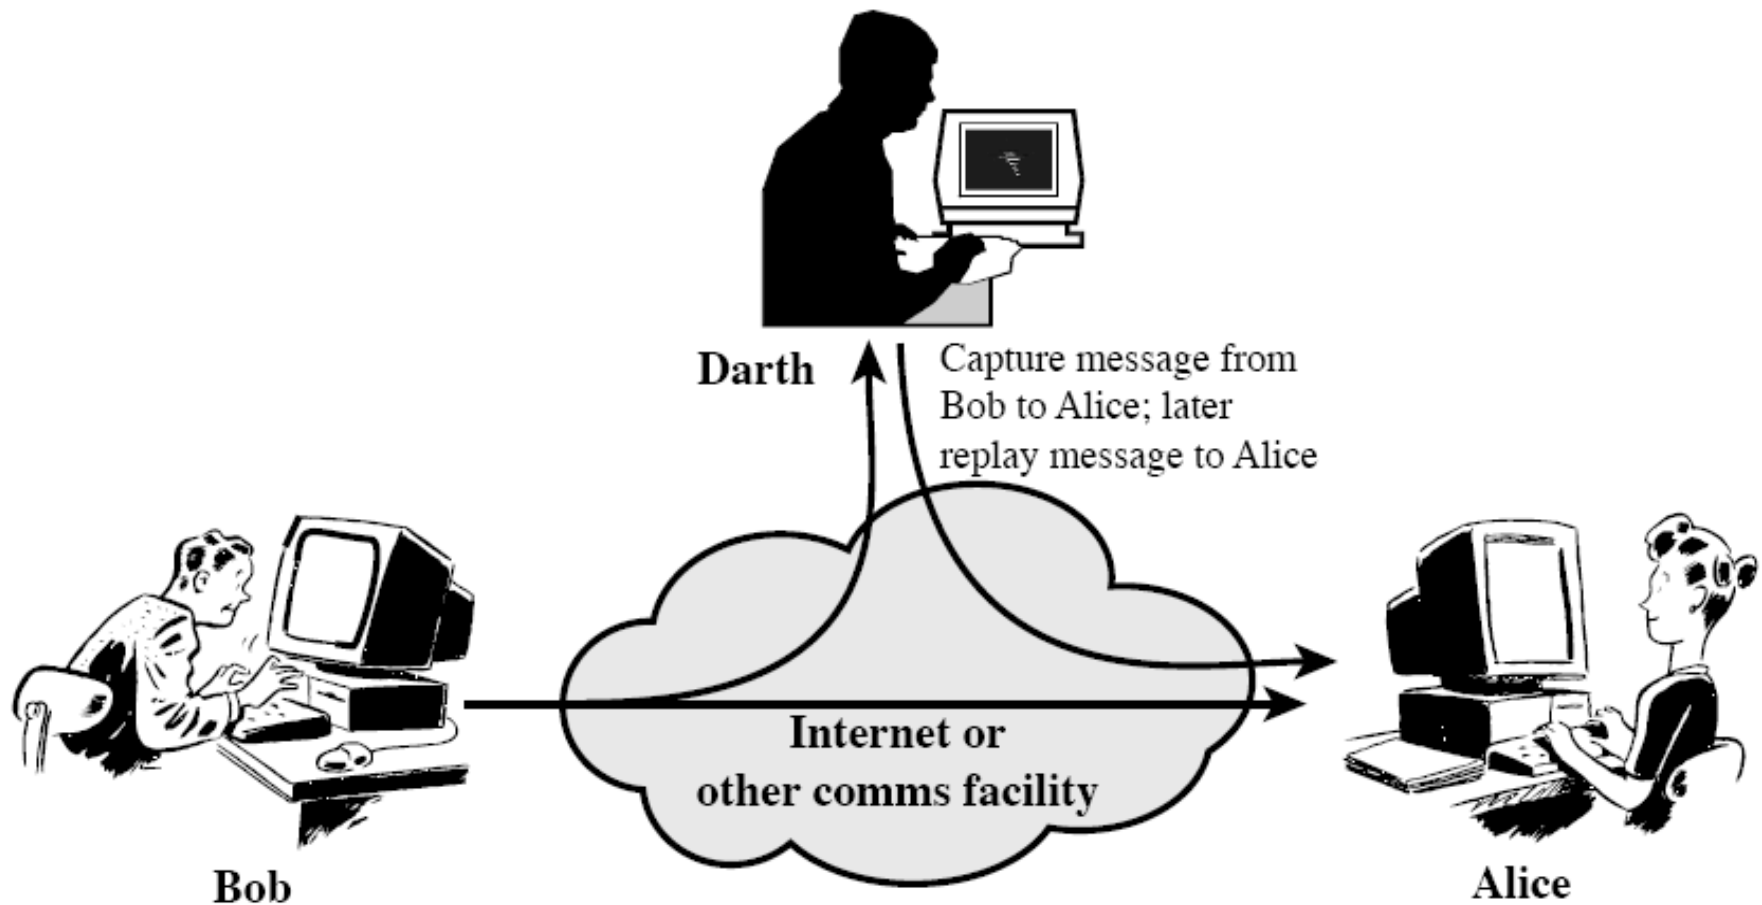 Darth
Capture message from
Bob to Alice; later
replay message to Alice
Internet or
other comms facility
Bob
Alice